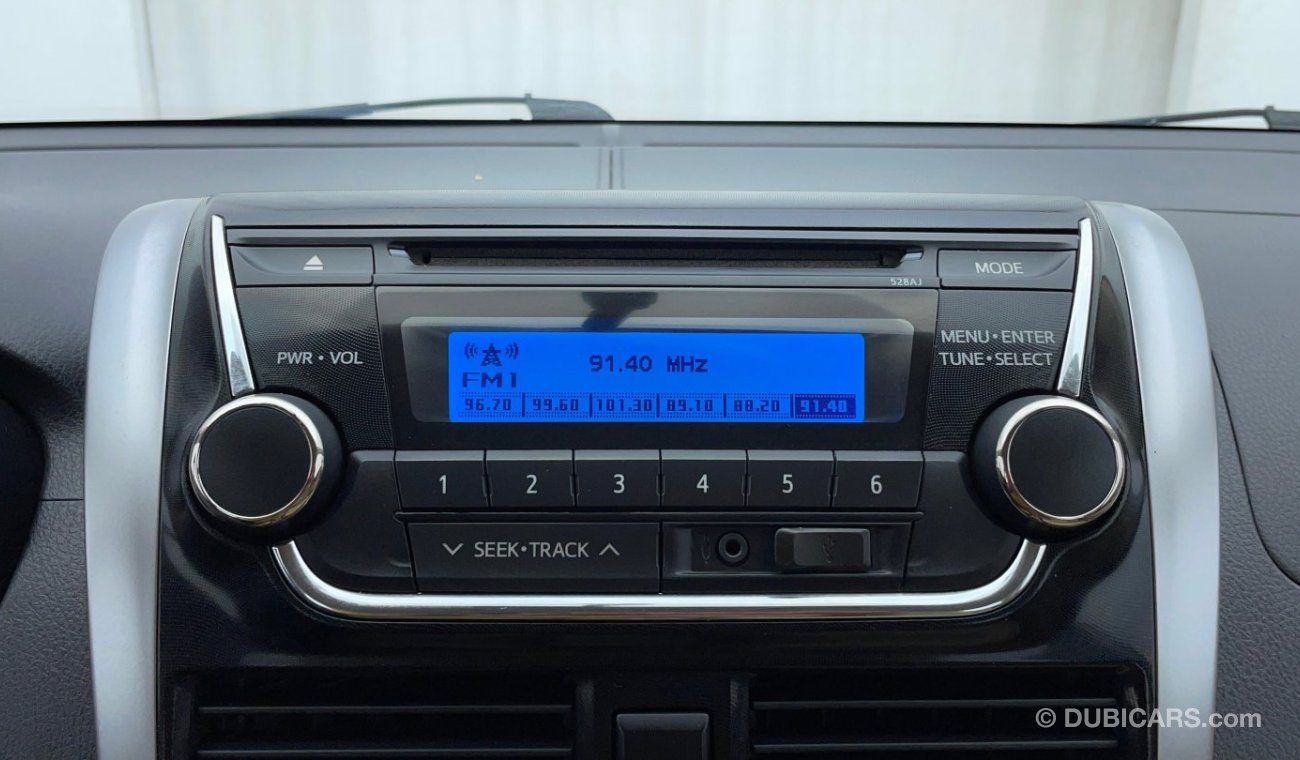 MODE
528AJ
PWR • VOL
MENU • ENTER
TUNE • SELECT
91.40 MHz
FM1
96.70 99.60 101.30 89.10 88.20 91.40
1 2 3 4 5 6
SEEK • TRACK
© DUBICARS.com